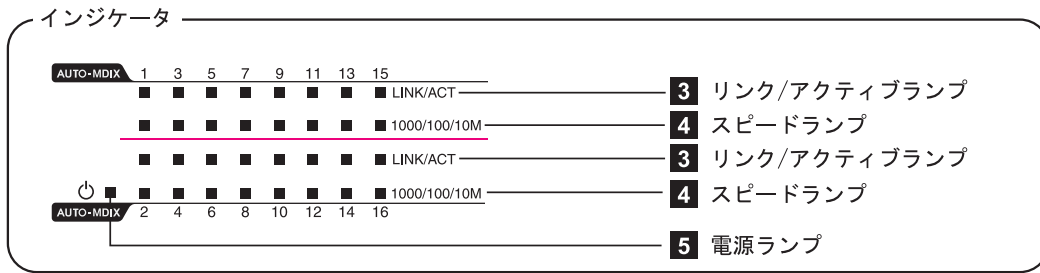 インジケータ
AUTO-MDIX 1 3 5 7 9 11 13 15
LINK/ACT 3 リンク/アクティブランプ
1000/100/10M 4 スピードランプ
LINK/ACT 3 リンク/アクティブランプ
1000/100/10M 4 スピードランプ
AUTO-MDIX 2 4 6 8 10 12 14 16
5 電源ランプ